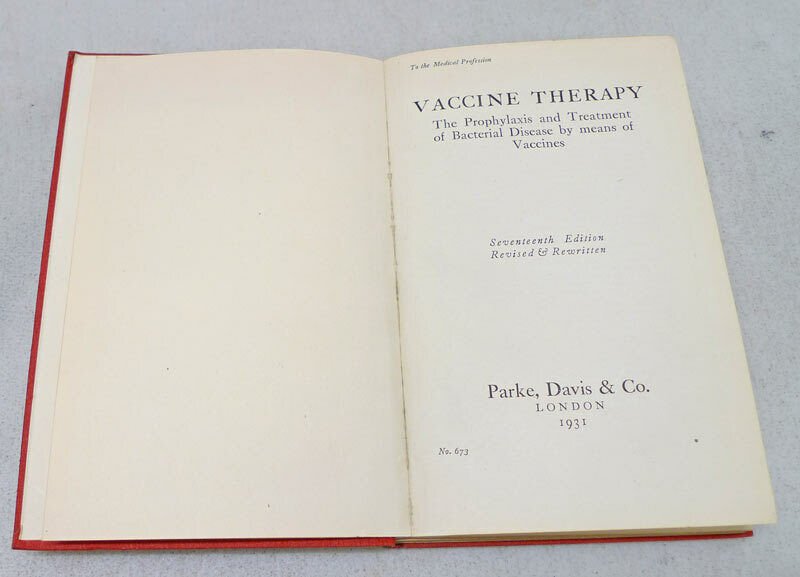 To the Medical Profession
VACCINE THERAPY
The Prophylaxis and Treatment
of Bacterial Disease by means of
Vaccines
Seventeenth Edition
Revised & Rewritten
Parke, Davis & Co.
LONDON
1931
No. 673